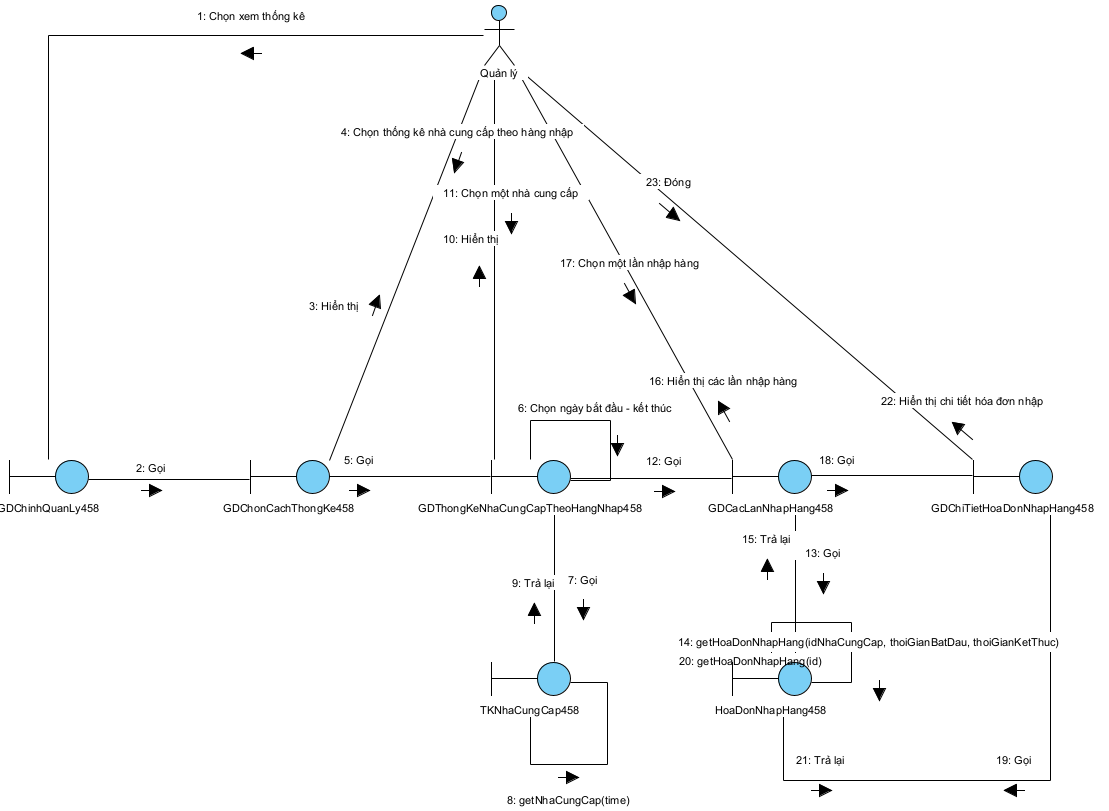 1: Chọn xem thống kê
Quản lý
4: Chọn thống kê nhà cung cấp theo hàng nhập
23: Đóng
11: Chọn một nhà cung cấp
10: Hiển thị
17: Chọn một lần nhập hàng
3: Hiển thị
16: Hiển thị các lần nhập hàng
22: Hiển thị chi tiết hóa đơn nhập
6: Chọn ngày bắt đầu - kết thúc
2: Gọi
5: Gọi
12: Gọi
18: Gọi
GDChinhQuanLy458
GDChonCachThongKe458
GDThongKeNhaCungCapTheoHangNhap458
GDCacLanNhapHang458
GDChiTietHoaDonNhapHang458
15: Trả lại
13: Gọi
9: Trả lại
7: Gọi
14: getHoaDonNhapHang(idNhaCungCap, thoiGianBatDau, thoiGianKetThuc)
20: getHoaDonNhapHang(id)
TKNhaCungCap458
HoaDonNhapHang458
21: Trả lại
19: Gọi
8: getNhaCungCap(time)